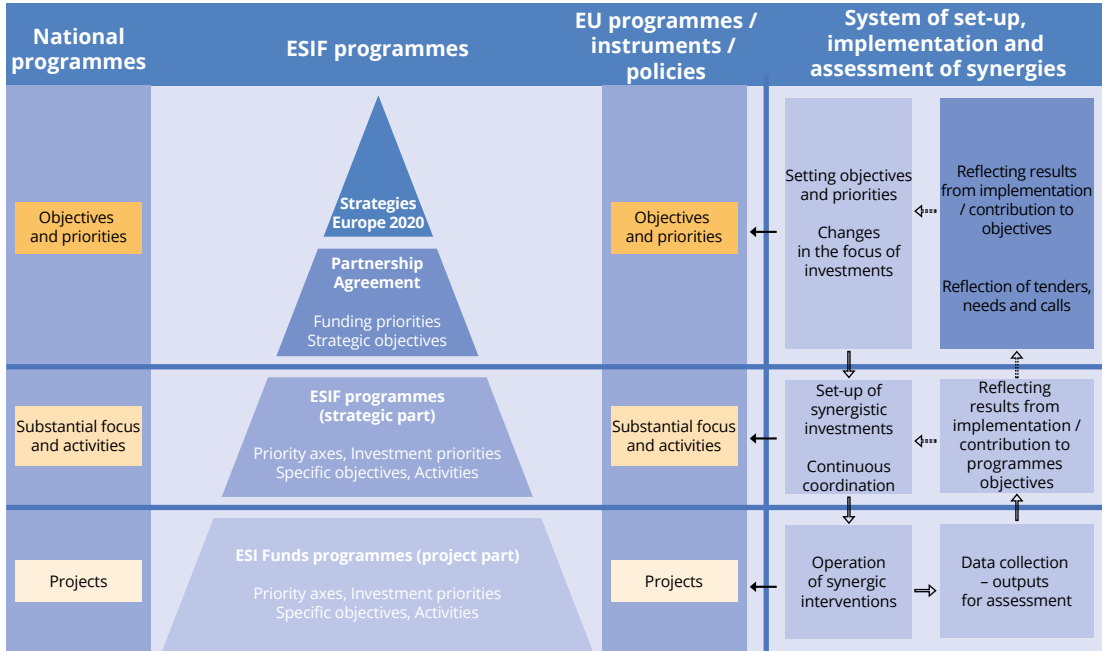 National
programmes
ESIF programmes
EU programmes /
instruments /
policies
System of set-up,
implementation and
assessment of synergies
Objectives
and priorities
Strategies
Europe 2020
Partnership
Agreement
Funding priorities
Strategic objectives
Objectives
and priorities
Setting objectives
and priorities
Changes
in the focus of
investments
Reflecting results
from implementation
/ contribution to
objectives
Reflection of tenders,
needs and calls
Substantial focus
and activities
ESIF programmes
(strategic part)
Priority axes, Investment priorities
Specific objectives, Activities
Substantial focus
and activities
Set-up of
synergistic
investments
Continuous
coordination
Reflecting
results from
implementation /
contribution to
programmes
objectives
Projects
ESI Funds programmes (project part)
Priority axes, Investment priorities
Specific objectives, Activities
Projects
Operation
of synergic
interventions
Data collection
– outputs
for assessment